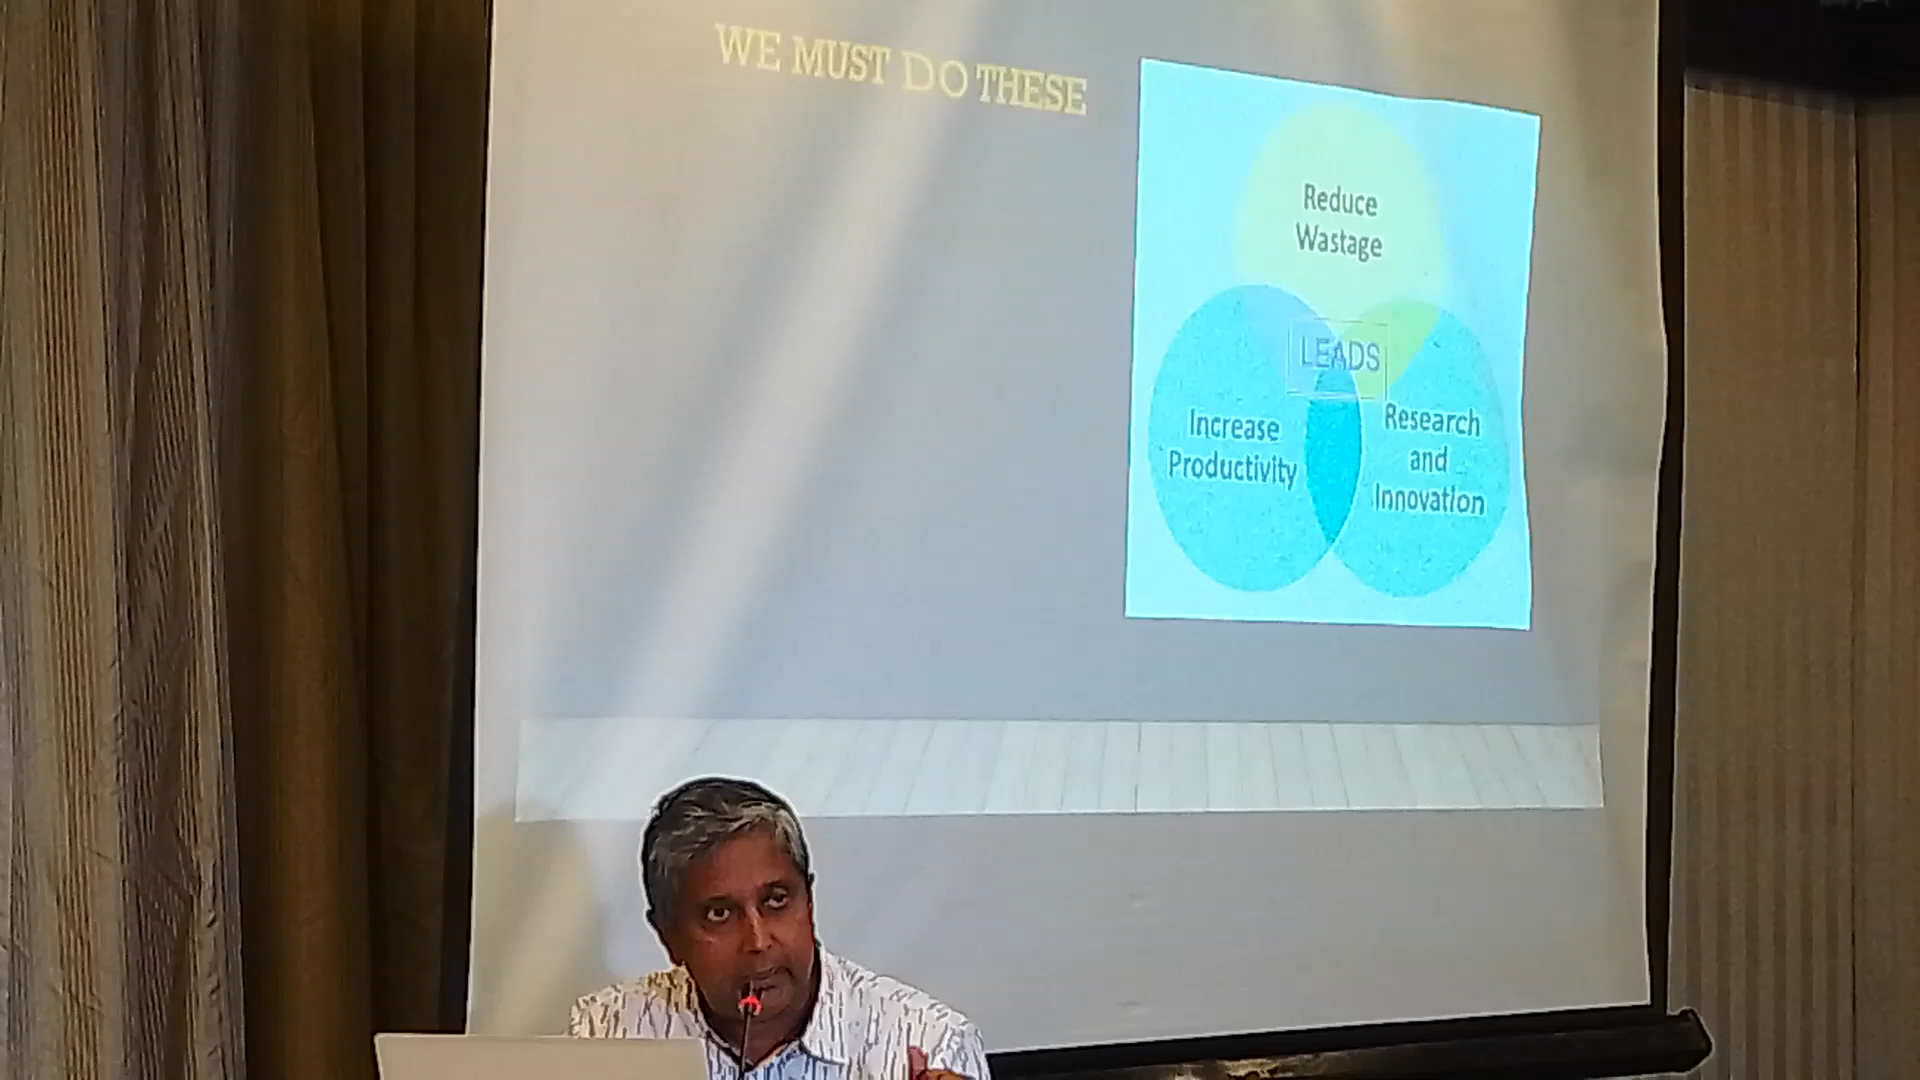 WE MUST DO THESE
Reduce
Wastage
LEADS
Increase
Productivity
Research
and
Innovation